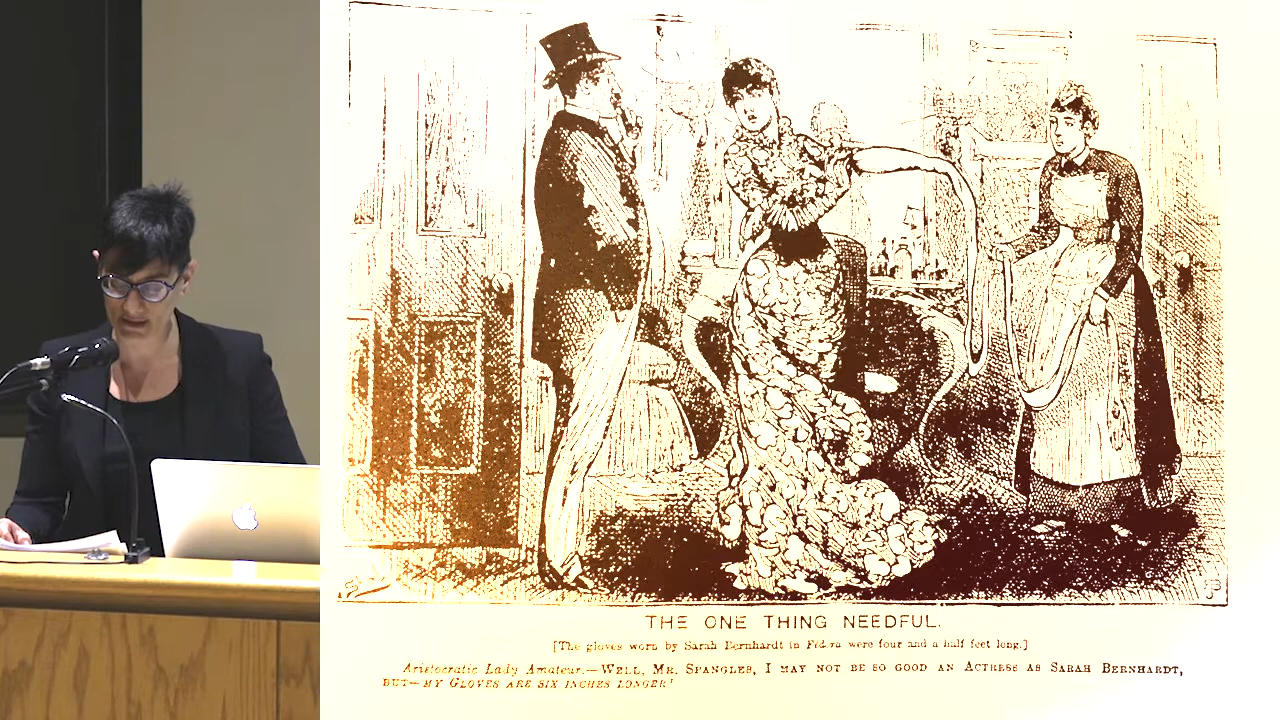 THE ONE THING NEEDFUL.
[The gloves worn by Sarah Bernhardt in Fédora were four and a half feet long.]
Aristocratic Lady Amateur.—WELL, MR. SPANGLES, I MAY NOT BE SO GOOD AN ACTRESS AS SARAH BERNHARDT,
BUT—MY GLOVES ARE SIX INCHES LONGER!